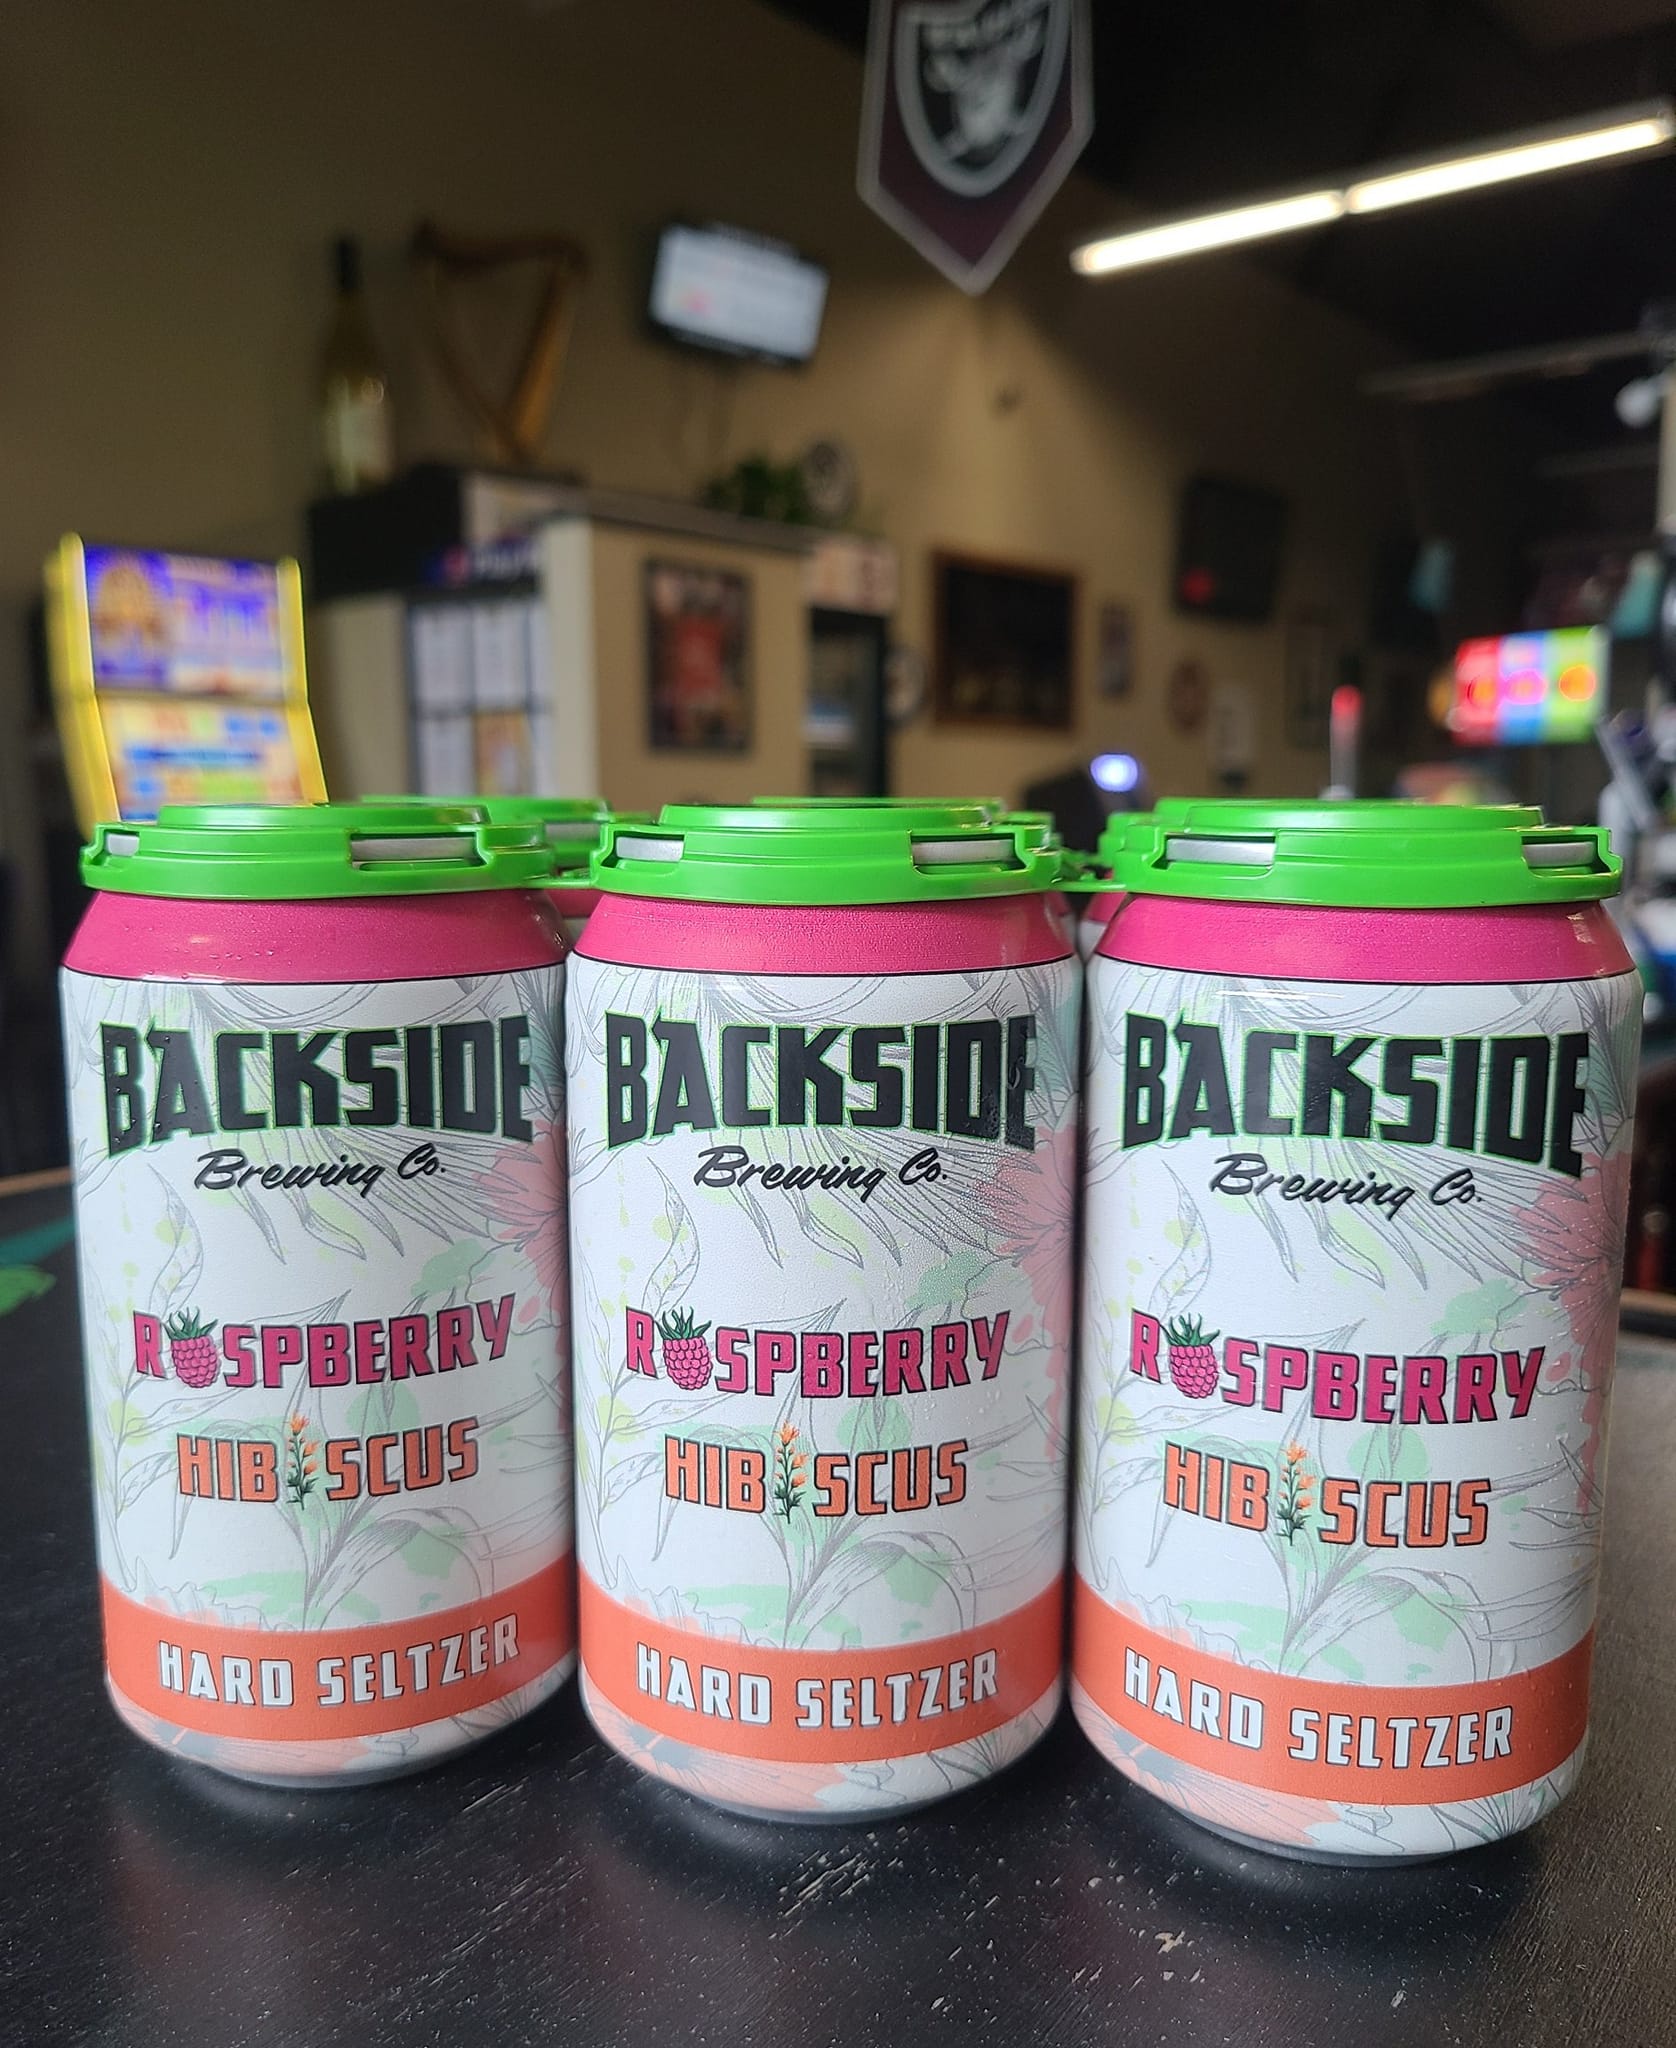 BACKSIDE
Brewing Co.
RASPBERRY
HIBISCUS
HARD SELTZER
BACKSIDE
Brewing Co.
RASPBERRY
HIBISCUS
HARD SELTZER
BACKSIDE
Brewing Co.
RASPBERRY
HIBISCUS
HARD SELTZER